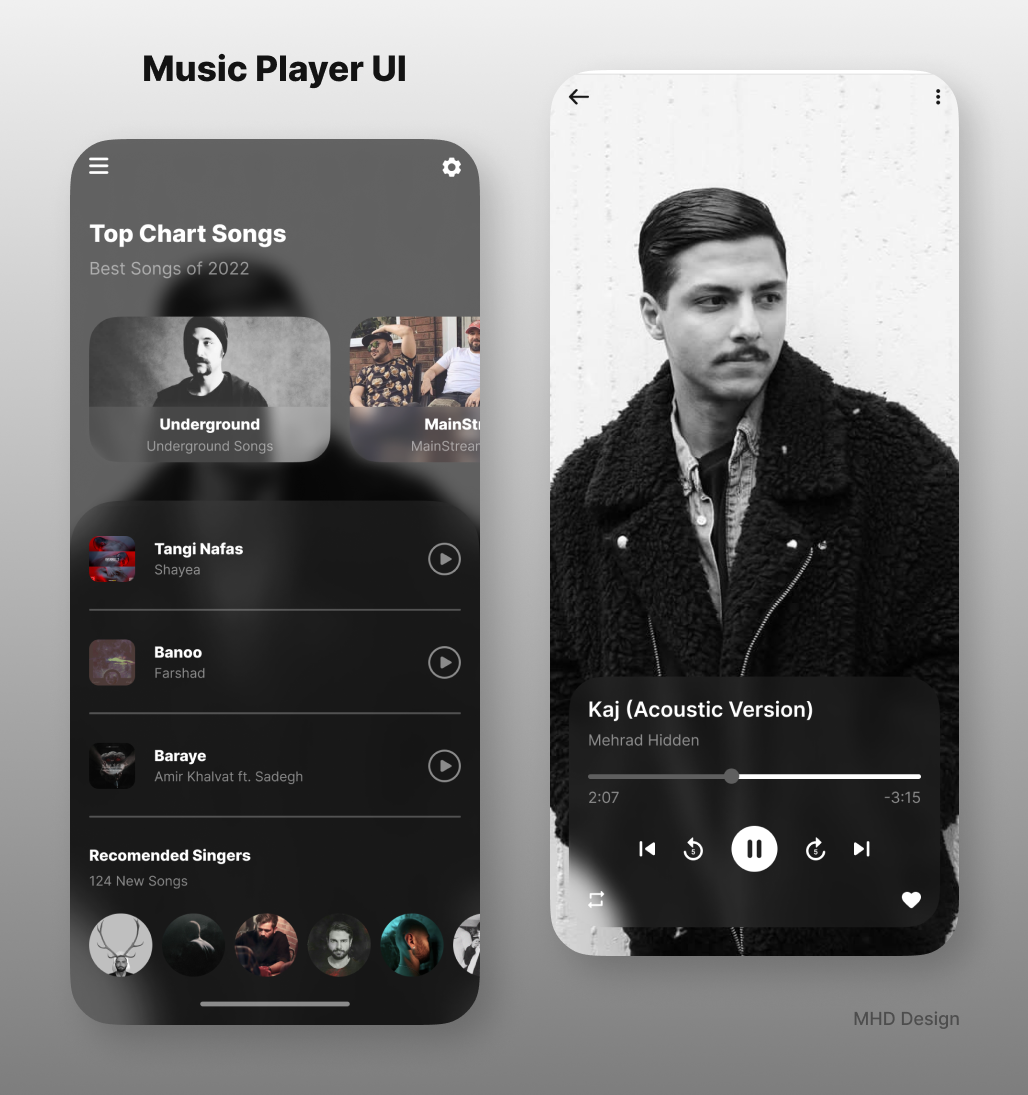 Music Player UI
Top Chart Songs
Best Songs of 2022
Underground
Underground Songs
MainStr
MainStrear
Tangi Nafas
Shayea
Banoo
Farshad
Baraye
Amir Khalvat ft. Sadegh
Recomended Singers
124 New Songs
Kaj (Acoustic Version)
Mehrad Hidden
2:07
-3:15
5
5
MHD Design